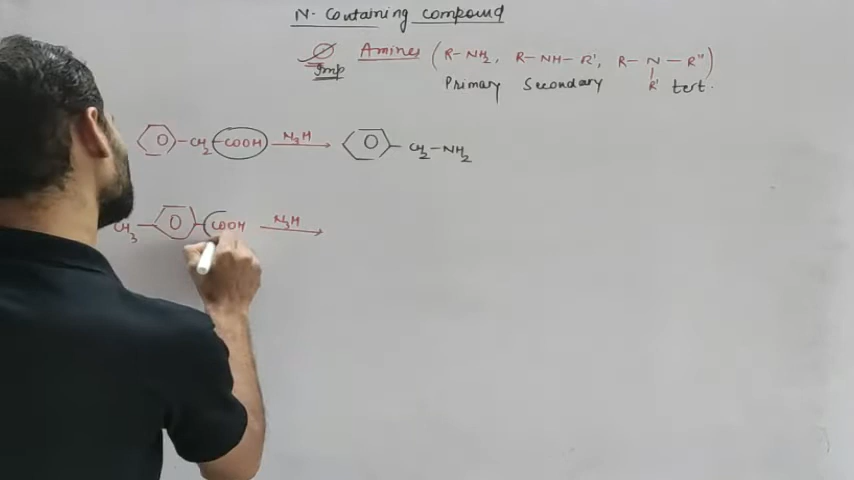 N-Containing compound
Imp Amines (R-NH2, R-NH-R', R-N-R'')
R'
Primary Secondary tert.
CH2-COOH N3H CH2-NH2
CH3 COOH N3H